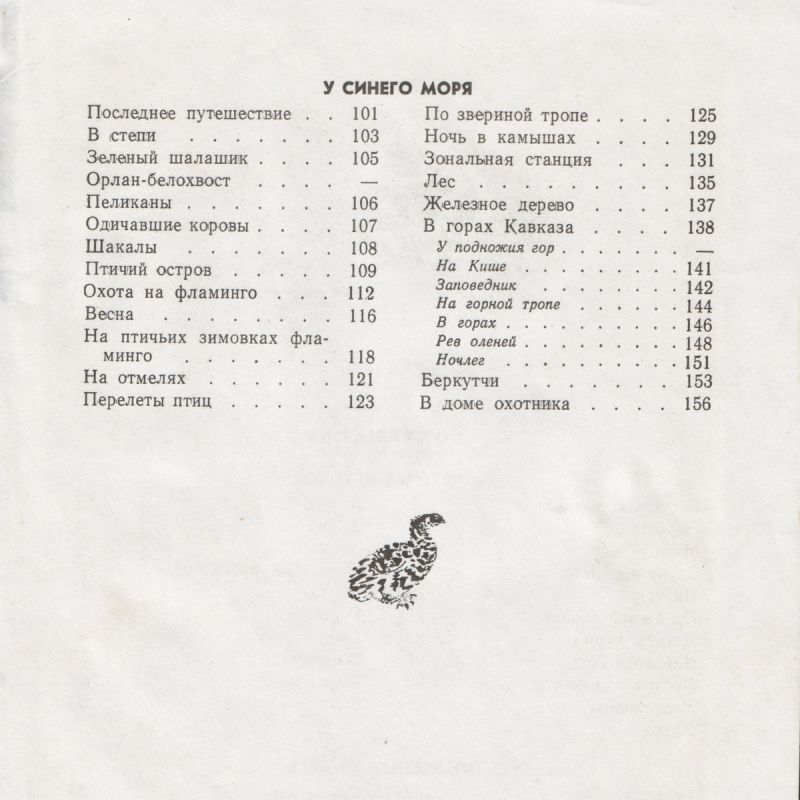 У СИНЕГО МОРЯ
Последнее путешествие . . 101
В степи . . . . . . . 103
Зеленый шалашик . . . . 105
Орлан-белохвост . . . . —
Пеликаны . . . . . . . 106
Одичавшие коровы . . . . 107
Шакалы . . . . . . . 108
Птичий остров . . . . . 109
Охота на фламинго . . . . 112
Весна . . . . . . . . 116
На птичьих зимовках фла-
минго . . . . . . . 118
На отмелях . . . . . . 121
Перелеты птиц . . . . . 123
По звериной тропе . . . . 125
Ночь в камышах . . . . 129
Зональная станция . . . 131
Лес . . . . . . . . . 135
Железное дерево . . . . 137
В горах Кавказа . . . . 138
У подножия гор . . . . . . . —
На Кише . . . . . . . . . 141
Заповедник . . . . . . . . 142
На горной тропе . . . . . . 144
В горах . . . . . . . . . 146
Рев оленей . . . . . . . . 148
Ночлег . . . . . . . . . 151
Беркутчи . . . . . . . 153
В доме охотника . . . . 156